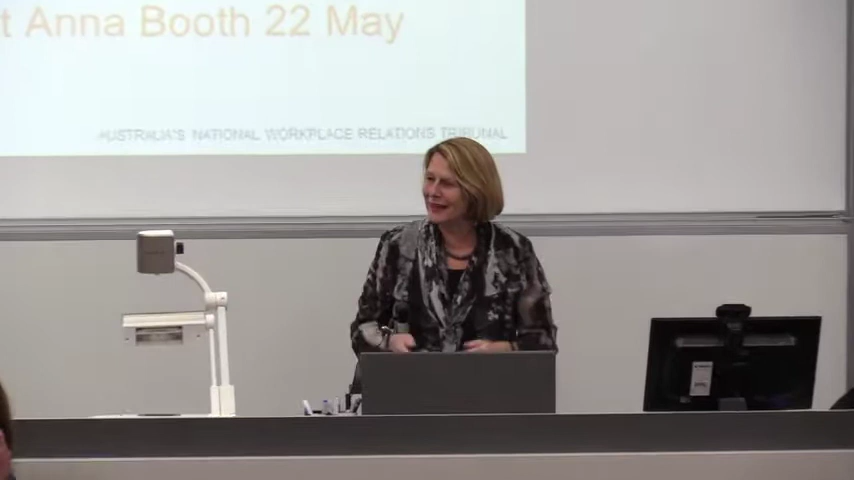 t Anna Booth 22 May
AUSTRALIA'S NATIONAL WORKPLACE RELATIONS TRIBUNAL